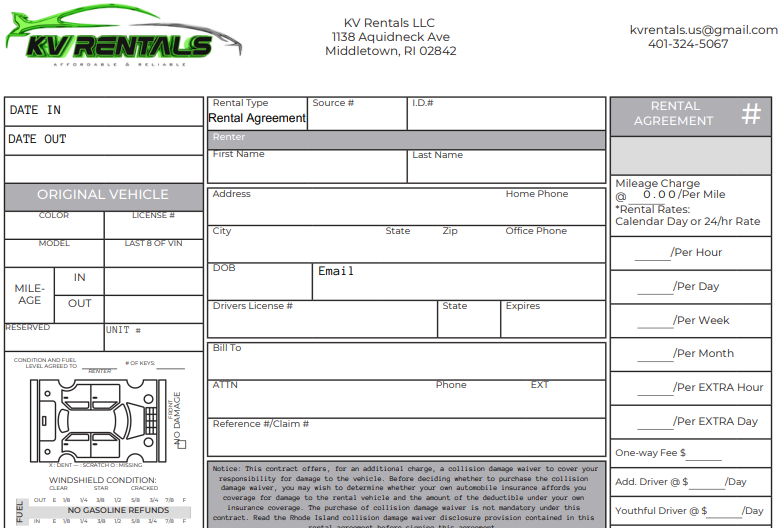 KV RENTALS
AFFORDABLE & RELIABLE
KV Rentals LLC
1138 Aquidneck Ave
Middletown, RI 02842
kvrentals.us@gmail.com
401-324-5067
DATE IN
DATE OUT
ORIGINAL VEHICLE
COLOR LICENSE #
MODEL LAST 8 OF VIN
MILE-
AGE
IN
OUT
RESERVED UNIT #
CONDITION AND FUEL
LEVEL AGREED TO ______ # OF KEYS: ______
RENTER
FRONT
NO DAMAGE
X : DENT — : SCRATCH O : MISSING
WINDSHIELD CONDITION:
CLEAR STAR CRACKED
OUT E 1/8 1/4 3/8 1/2 5/8 3/4 7/8 F
NO GASOLINE REFUNDS
IN E 1/8 1/4 3/8 1/2 5/8 3/4 7/8 F
FUEL
Rental Type Source # I.D.#
Rental Agreement
Renter
First Name Last Name
Address Home Phone
City State Zip Office Phone
DOB Email
Drivers License # State Expires
Bill To
ATTN Phone EXT
Reference #/Claim #
Notice: This contract offers, for an additional charge, a collision damage waiver to cover your
responsibility for damage to the vehicle. Before deciding whether to purchase the collision
damage waiver, you may wish to determine whether your own automobile insurance affords you
coverage for damage to the rental vehicle and the amount of the deductible under your own
insurance coverage. The purchase of collision damage waiver is not mandatory under this
contract. Read the Rhode Island collision damage waiver disclosure provision contained in this
rental agreement before signing this agreement.
RENTAL
AGREEMENT #
Mileage Charge
@ 0.00/Per Mile
*Rental Rates:
Calendar Day or 24/hr Rate
______/Per Hour
______/Per Day
______/Per Week
______/Per Month
______/Per EXTRA Hour
______/Per EXTRA Day
One-way Fee $______
Add. Driver @ $______/Day
Youthful Driver @ $______/Day